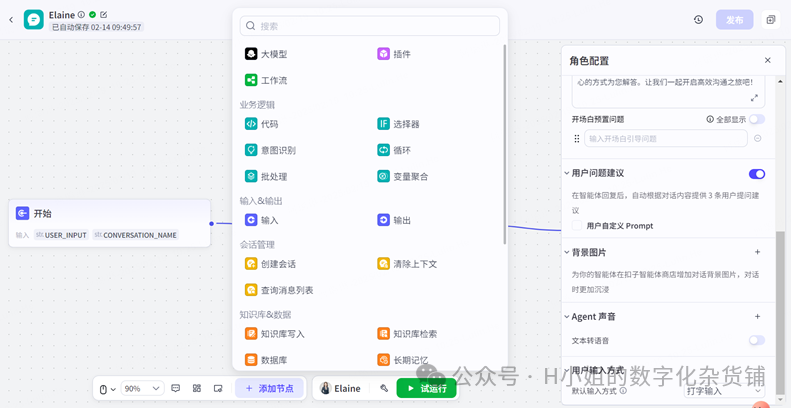 Elaine
已自动保存 02-14 09:49:57
发布
搜索
大模型
插件
工作流
业务逻辑
代码
选择器
意图识别
循环
批处理
变量聚合
输入&输出
输入
输出
会话管理
创建会话
清除上下文
查询消息列表
知识库&数据
知识库写入
知识库检索
数据库
长期记忆
开始
输入 str. USER_INPUT str. CONVERSATION_NAME
90%
添加节点
Elaine
试运行
角色配置
心的方式为您解答。让我们一起开启高效沟通之旅吧!
开场白预置问题
全部显示
输入开场白引导问题
用户问题建议
在智能体回复后，自动根据对话内容提供 3 条用户提问建
议
用户自定义 Prompt
背景图片
为你的智能体在扣子智能体商店增加对话背景图片，对话
时更加沉浸
Agent 声音
文本转语音
用户输入方式
默认输入方式
打字输入
公众号 · H小姐的数字化杂货铺